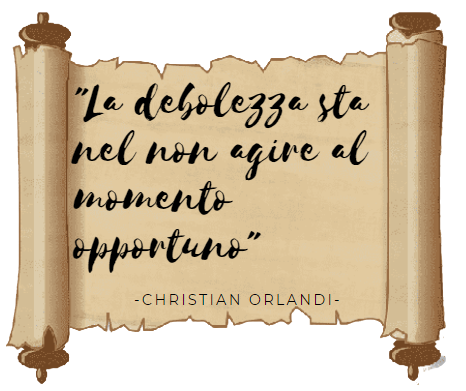 "La debolezza sta
nel non agire al
momento
opportuno"
-CHRISTIAN ORLANDI-